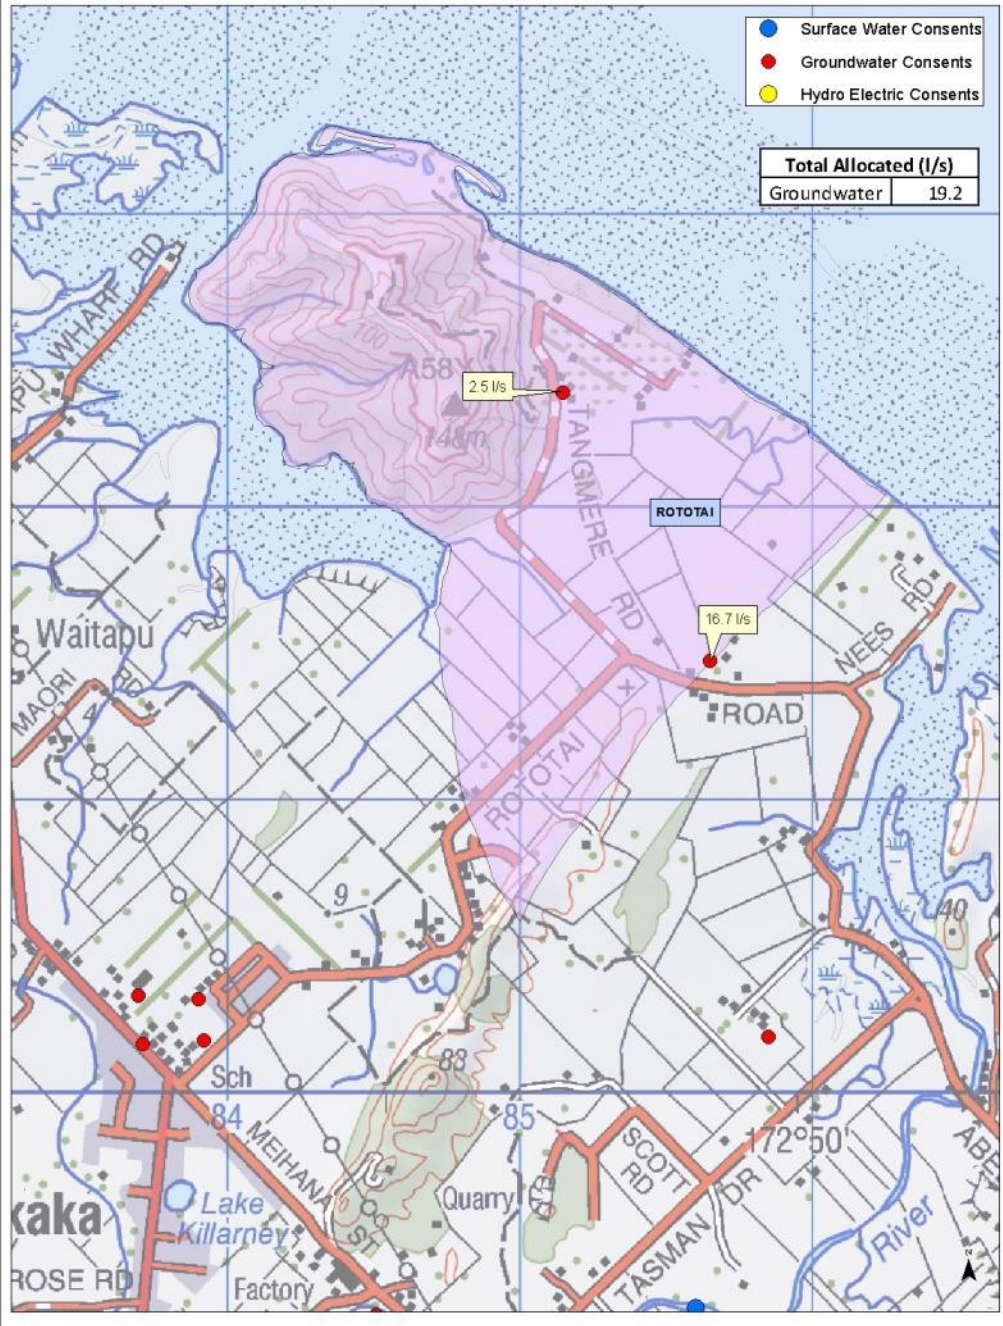 Surface Water Consents
Groundwater Consents
Hydro Electric Consents
Total Allocated (l/s)
Groundwater 19.2
WHARF RD
A58Y
2.5 l/s
148m
TANGMERE RD
ROTOTAI
16.7 l/s
Waitapu
MAORI RD
4
NEES RD
ROAD
ROTOTAI
9
40
83
Sch
84
85
172°50'
MEIHANA ST
SCOTT RD
Quarry
TASMAN DR
River
Lake
Killarney
kaka
ROSE RD
Factory
N